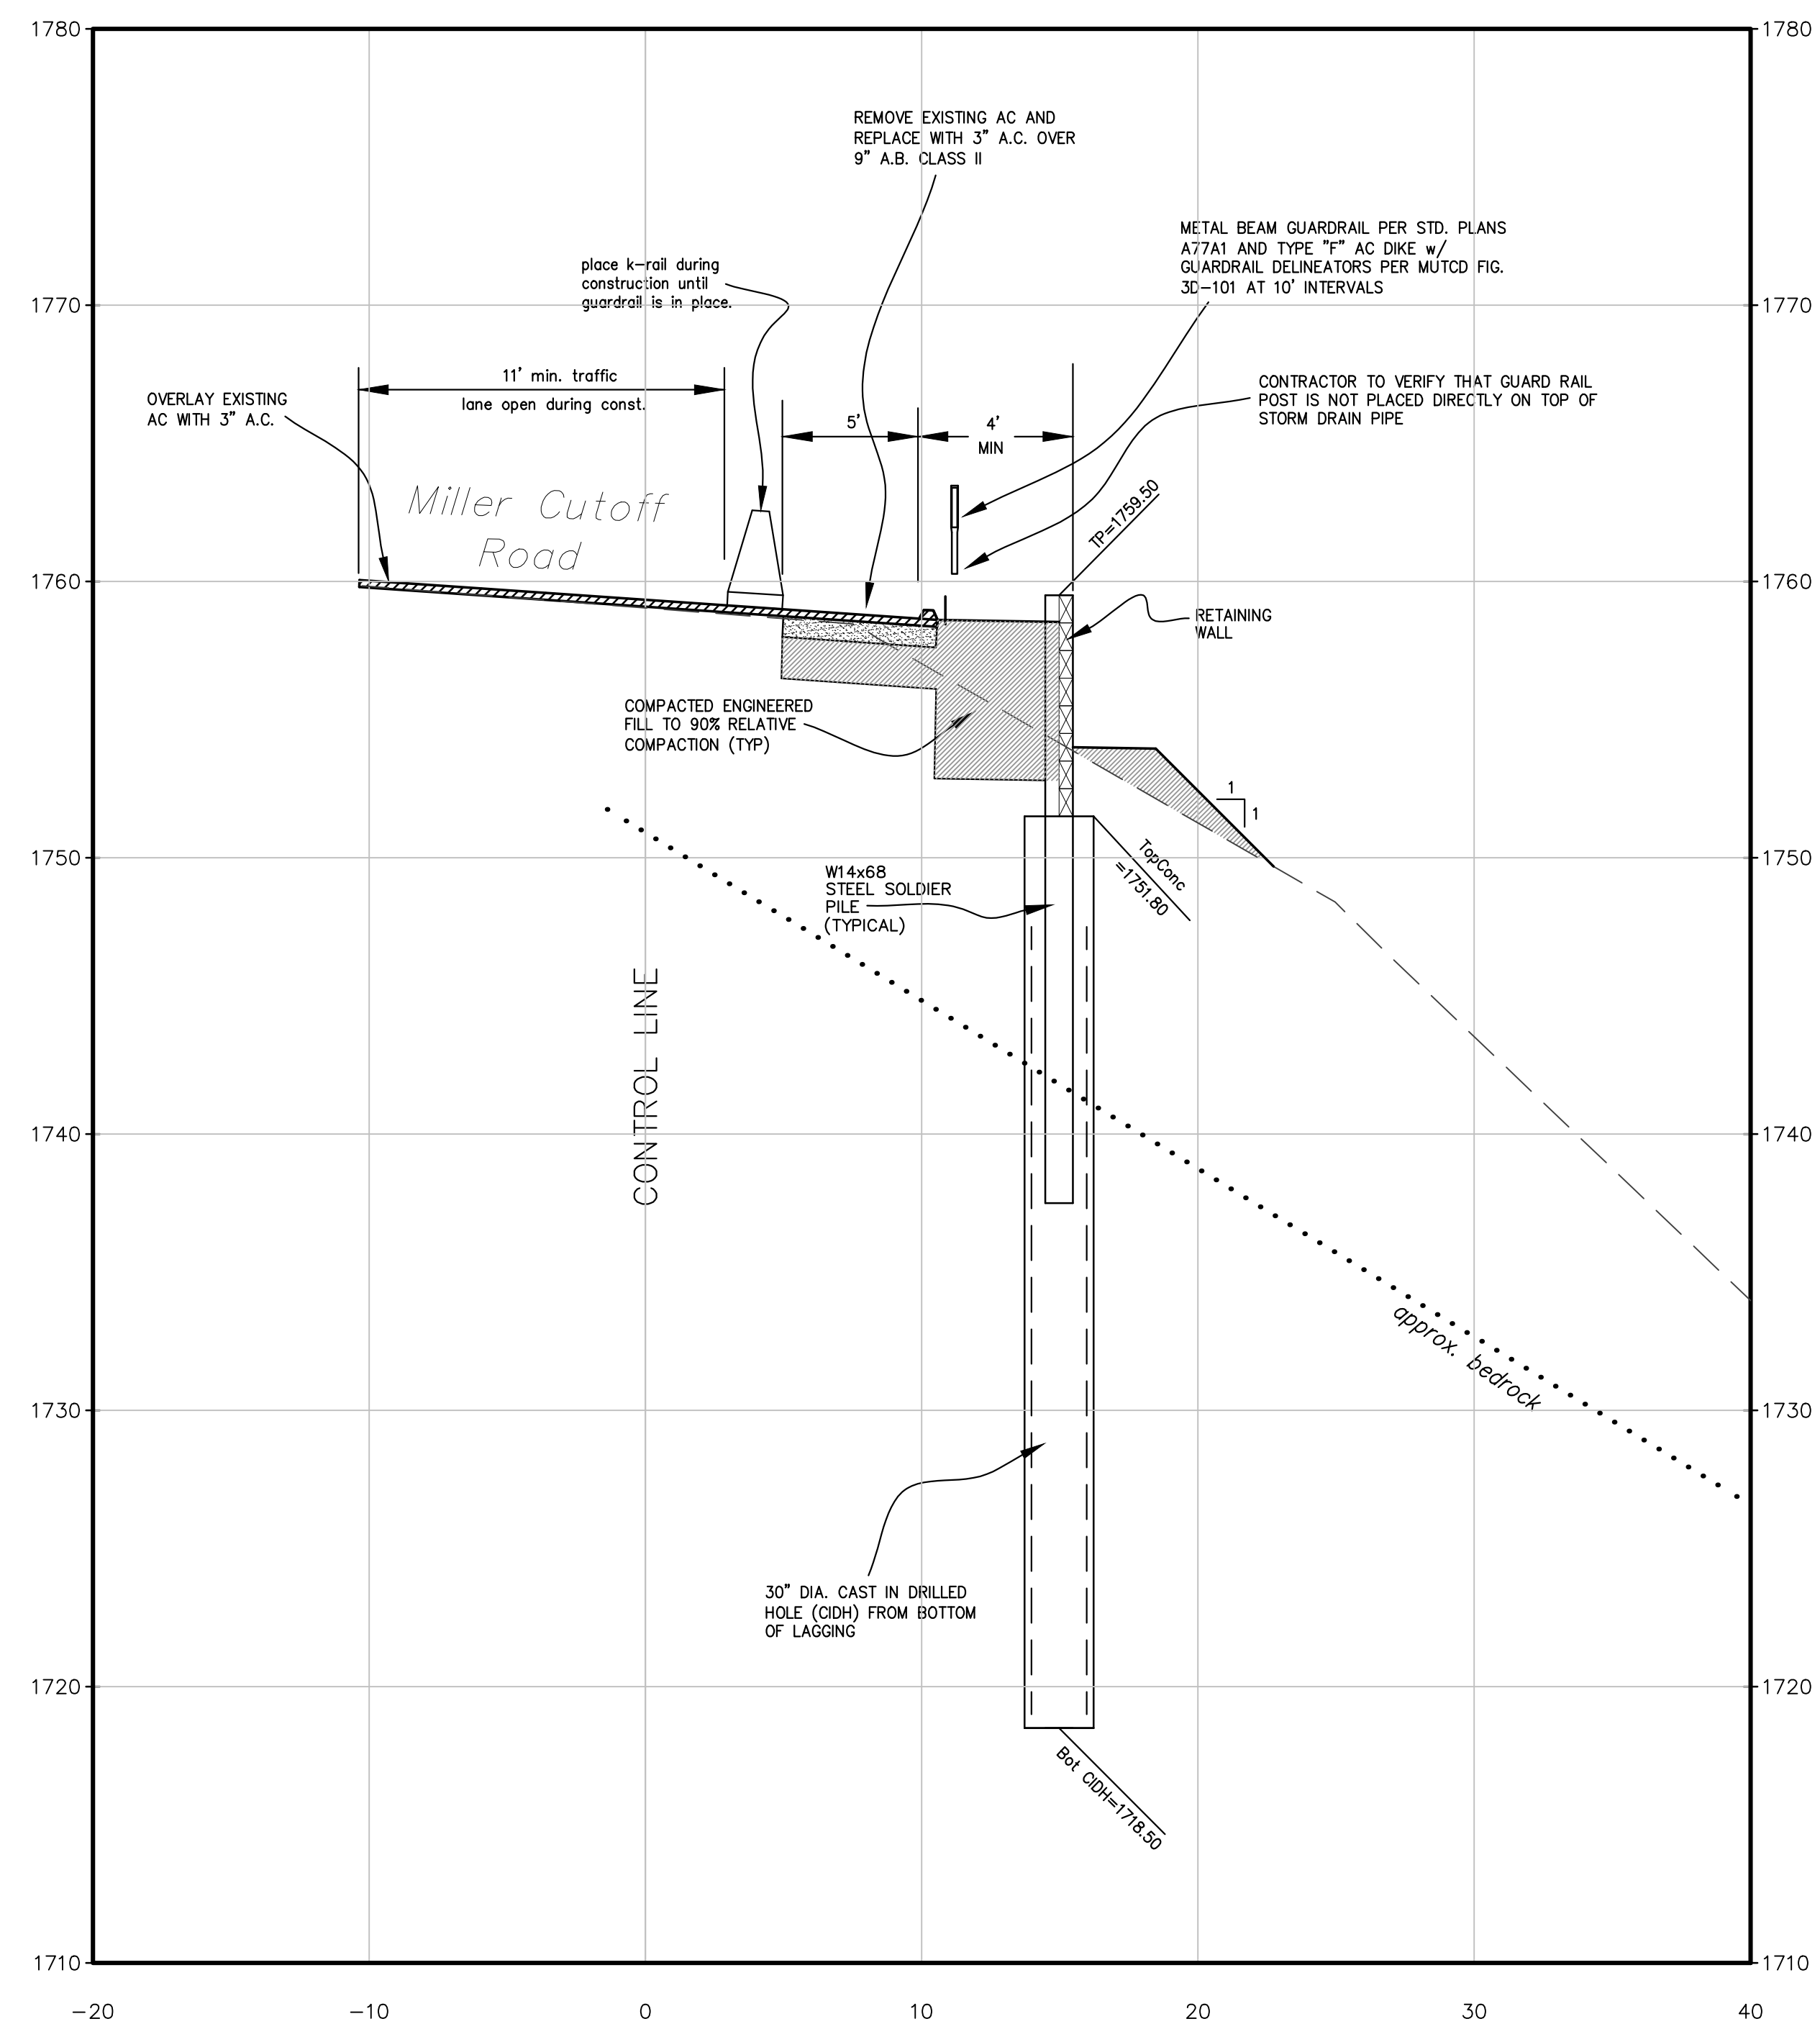 1780
1780
REMOVE EXISTING AC AND
REPLACE WITH 3" A.C. OVER
9" A.B. CLASS II
METAL BEAM GUARDRAIL PER STD. PLANS
A77A1 AND TYPE "F" AC DIKE w/
GUARDRAIL DELINEATORS PER MUTCD FIG.
3D-101 AT 10' INTERVALS
place k-rail during
construction until
guardrail is in place.
1770
1770
11' min. traffic
lane open during const.
CONTRACTOR TO VERIFY THAT GUARD RAIL
POST IS NOT PLACED DIRECTLY ON TOP OF
STORM DRAIN PIPE
OVERLAY EXISTING
AC WITH 3" A.C.
5'
4'
MIN
Miller Cutoff
Road
TP=1759.50
1760
1760
RETAINING
WALL
COMPACTED ENGINEERED
FILL TO 90% RELATIVE
COMPACTION (TYP)
1
1
1750
1750
TopConc
=1751.80
W14x68
STEEL SOLDIER
PILE
(TYPICAL)
CONTROL LINE
1740
1740
approx. bedrock
1730
1730
30" DIA. CAST IN DRILLED
HOLE (CIDH) FROM BOTTOM
OF LAGGING
1720
1720
Bot CIDH=1718.50
1710
1710
-20
-10
0
10
20
30
40